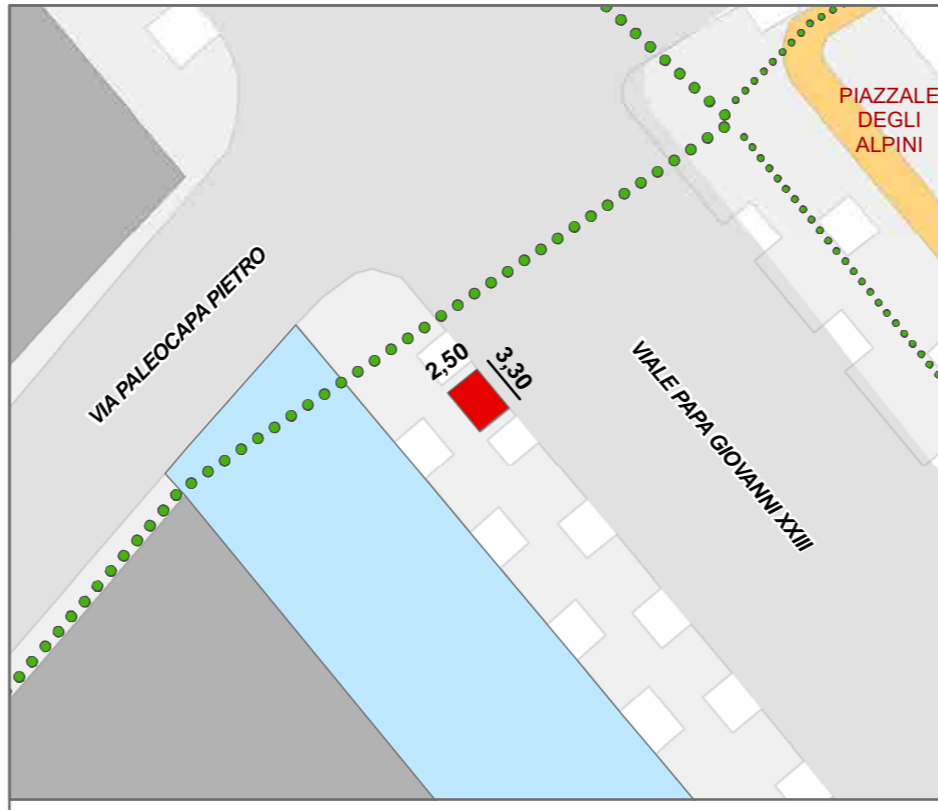 PIAZZALE
DEGLI
ALPINI
VIA PALEOCAPA PIETRO
2,50
3,30
VIALE PAPA GIOVANNI XXIII